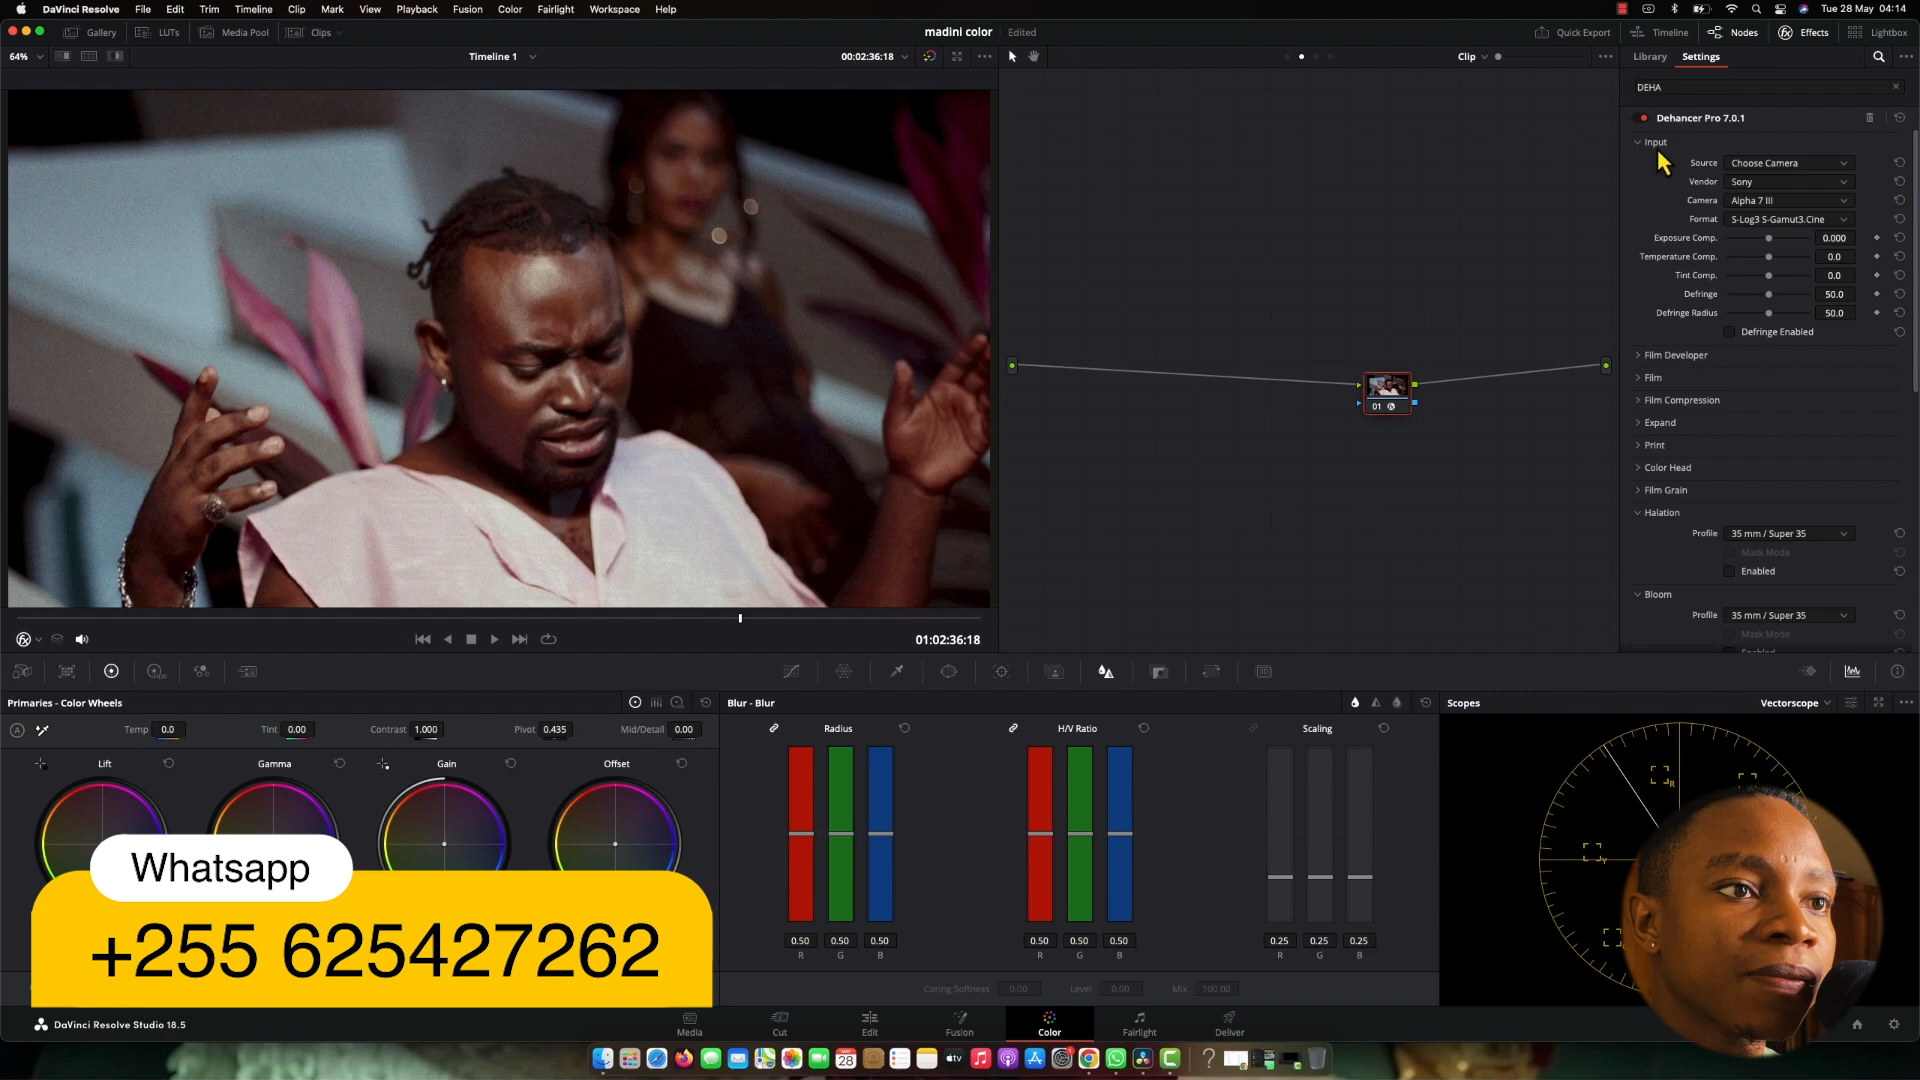 DaVinci Resolve File Edit Trim Timeline Clip Mark View Playback Fusion Color Fairlight Workspace Help Tue 28 May 04:14
Gallery LUTs Media Pool Clips madini color Edited Quick Export Timeline Nodes Effects Lightbox
64% Timeline 1 00:02:36:18 Clip Library Settings
DEHA
Dehancer Pro 7.0.1
Input
Source Choose Camera
Vendor Sony
Camera Alpha 7 III
Format S-Log3 S-Gamut3.Cine
Exposure Comp. 0.000
Temperature Comp. 0.0
Tint Comp. 0.0
Defringe 50.0
Defringe Radius 50.0
Defringe Enabled
Film Developer
Film
Film Compression
Expand
Print
Color Head
Film Grain
Halation
Profile 35 mm / Super 35
Mask Mode
Enabled
Bloom
Profile 35 mm / Super 35
Mask Mode
01
01:02:36:18
Primaries - Color Wheels Blur - Blur Scopes Vectorscope
Temp 0.0 Tint 0.00 Contrast 1.000 Pivot 0.435 Mid/Detail 0.00 Radius H/V Ratio Scaling
Lift Gamma Gain Offset
R
Y
Whatsapp
+255 625427262
0.50 0.50 0.50 0.50 0.50 0.50 0.25 0.25 0.25
R G B R G B R G B
Coring Softness 0.00 Level 0.00 Mix 100.00
DaVinci Resolve Studio 18.5
Media Cut Edit Fusion Color Fairlight Deliver